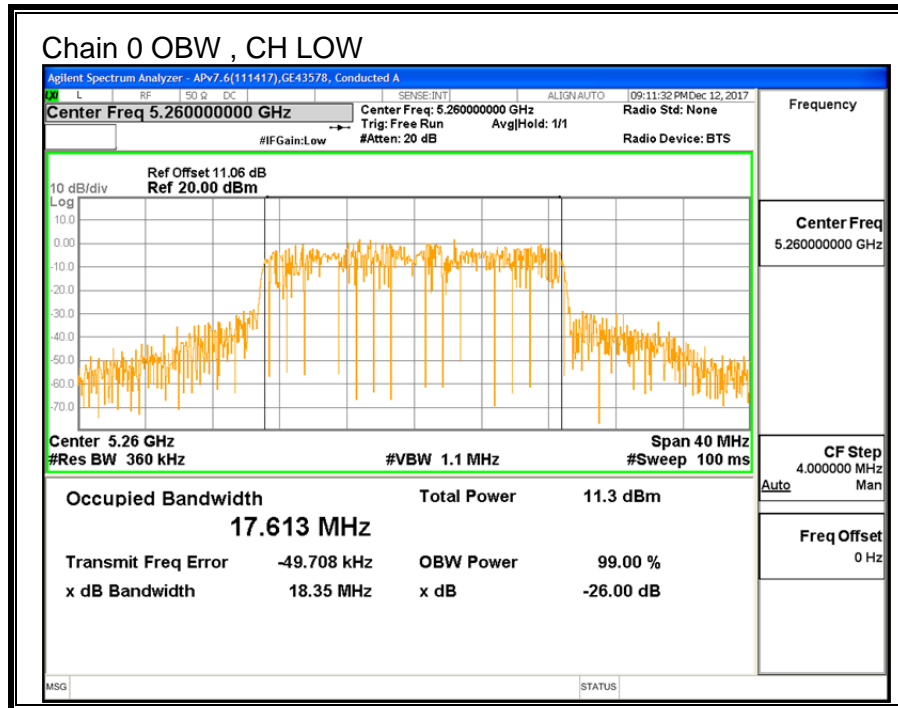 Chain 0 OBW , CH LOW
Agilent Spectrum Analyzer - APv7.6(111417),GE43578, Conducted A
LXI L RF 50 Ω DC SENSE:INT ALIGN AUTO 09:11:32 PM Dec 12, 2017
Center Freq 5.260000000 GHz
Center Freq: 5.260000000 GHz
Radio Std: None
Trig: Free Run
Avg|Hold: 1/1
#IFGain:Low
#Atten: 20 dB
Radio Device: BTS
Ref Offset 11.06 dB
10 dB/div
Ref 20.00 dBm
Log
10.0
0.00
-10.0
-20.0
-30.0
-40.0
-50.0
-60.0
-70.0
Center 5.26 GHz
Span 40 MHz
#Res BW 360 kHz
#VBW 1.1 MHz
#Sweep 100 ms
Occupied Bandwidth
Total Power
11.3 dBm
17.613 MHz
Transmit Freq Error
-49.708 kHz
OBW Power
99.00 %
x dB Bandwidth
18.35 MHz
x dB
-26.00 dB
MSG
STATUS
Frequency
Center Freq
5.260000000 GHz
CF Step
4.000000 MHz
Auto Man
Freq Offset
0 Hz